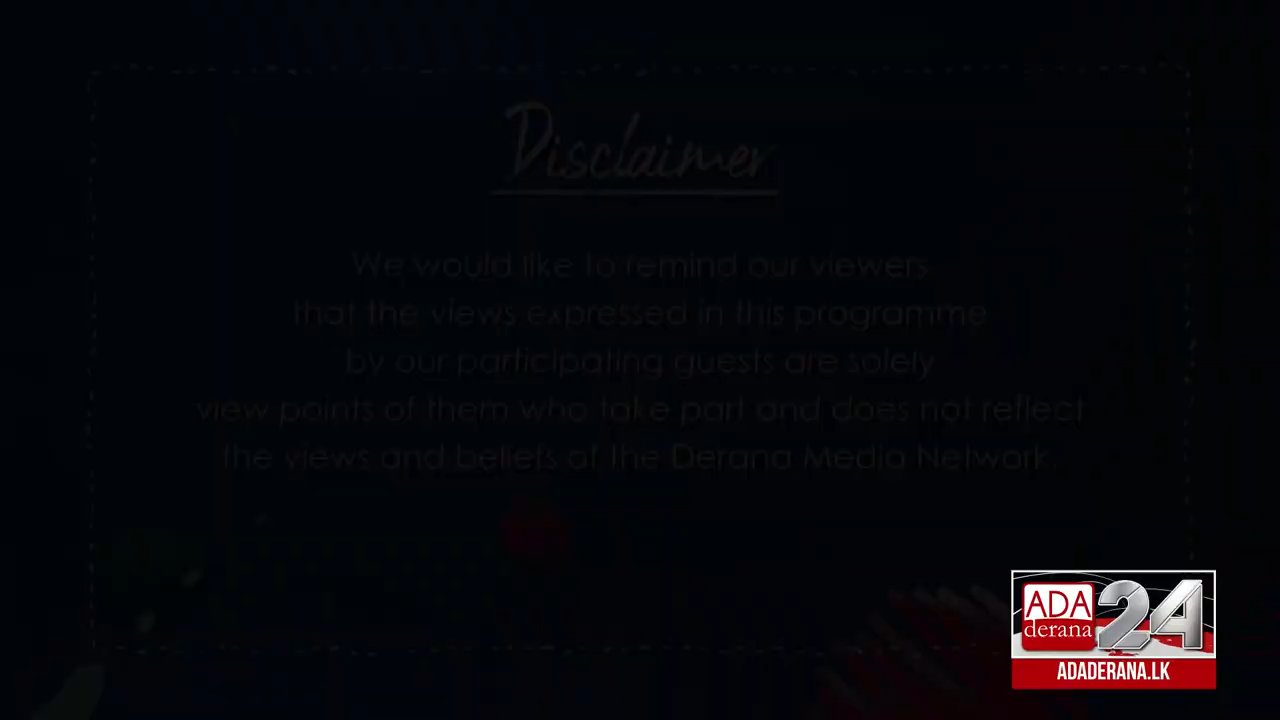 Disclaimer
We would like to remind our viewers
that the views expressed in this programme
by our participating guests are solely
view points of them who take part and does not reflect
the views and beliefs of the Derana Media Network.
ADA
derana
24
ADADERANA.LK